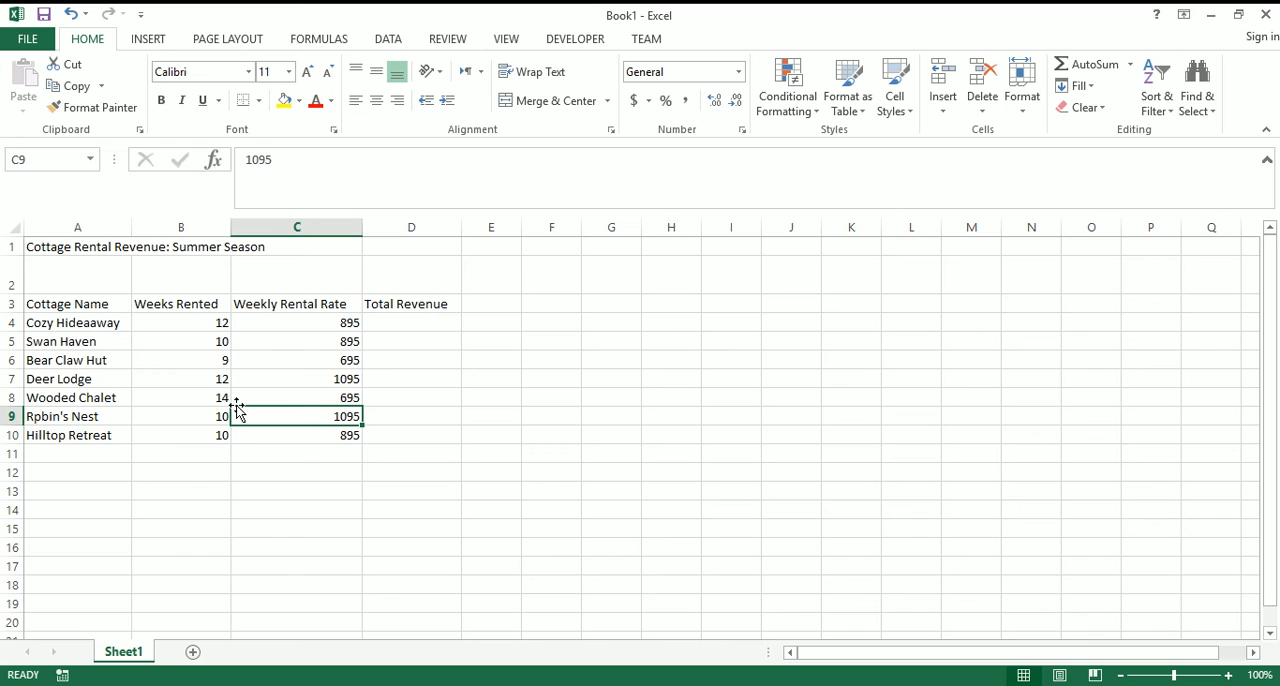 Book1 - Excel
?
FILE HOME INSERT PAGE LAYOUT FORMULAS DATA REVIEW VIEW DEVELOPER TEAM Sign in
Paste
Cut
Copy
Format Painter
Clipboard
Calibri 11
B I U
Font
Wrap Text
Merge & Center
Alignment
General
$ % ,
Number
Conditional Formatting
Format as Table
Cell Styles
Styles
Insert Delete Format
Cells
AutoSum
Fill
Clear
Sort & Filter
Find & Select
Editing
C9 fx 1095
A B C D E F G H I J K L M N O P Q
1 Cottage Rental Revenue: Summer Season
2
3 Cottage Name Weeks Rented Weekly Rental Rate Total Revenue
4 Cozy Hideaaway 12 895
5 Swan Haven 10 895
6 Bear Claw Hut 9 695
7 Deer Lodge 12 1095
8 Wooded Chalet 14 695
9 Rpbin's Nest 10 1095
10 Hilltop Retreat 10 895
11
12
13
14
15
16
17
18
19
20
Sheet1
READY 100%